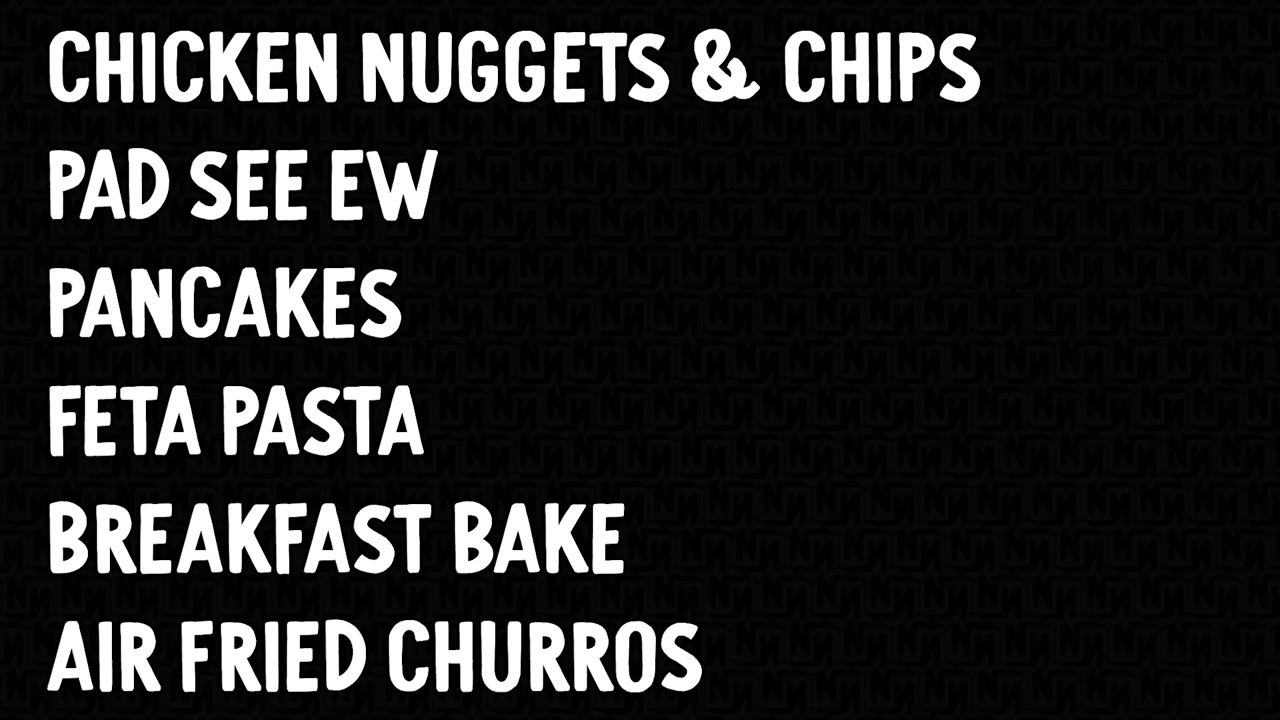 CHICKEN NUGGETS & CHIPS
PAD SEE EW
PANCAKES
FETA PASTA
BREAKFAST BAKE
AIR FRIED CHURROS